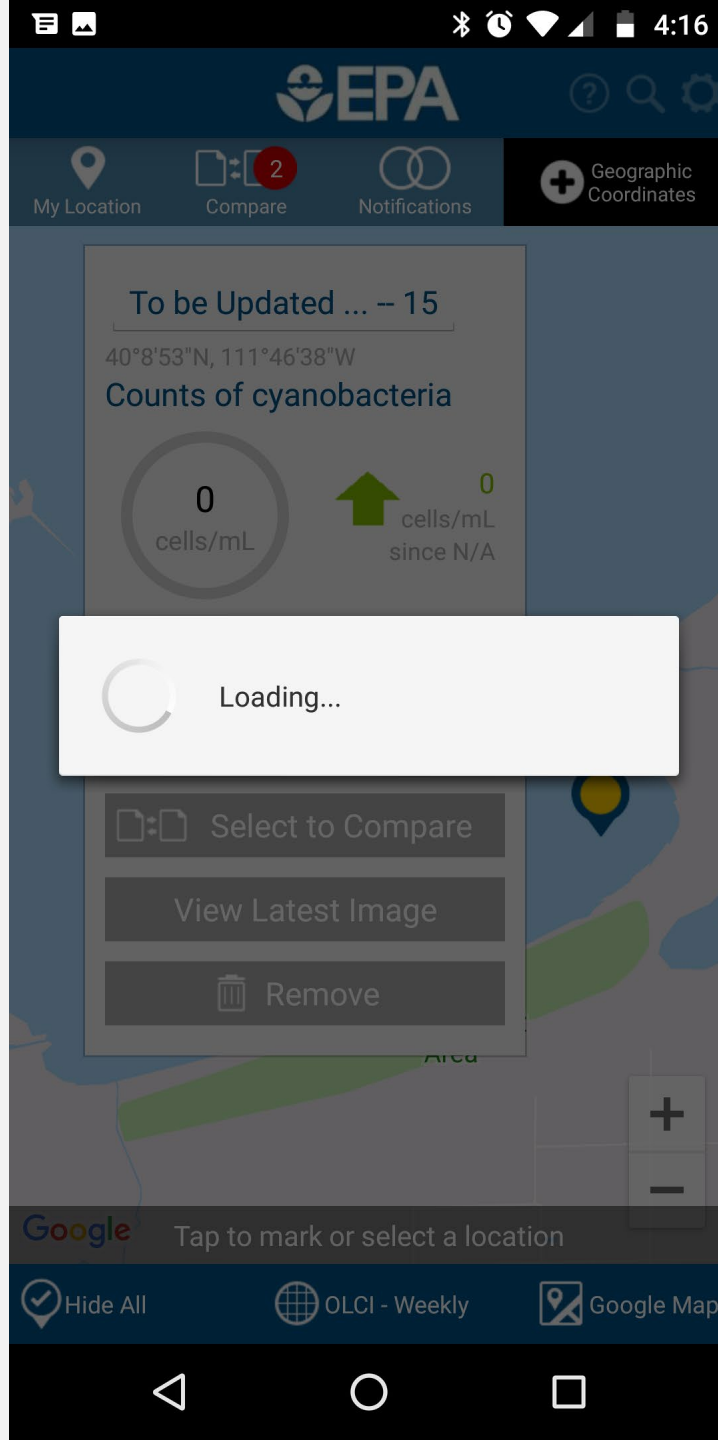 4:16
EPA
?
My Location
Compare
2
Notifications
Geographic
Coordinates
To be Updated ... -- 15
40°8'53"N, 111°46'38"W
Counts of cyanobacteria
0
cells/mL
0
cells/mL
since N/A
Loading...
Select to Compare
View Latest Image
Remove
Area
+
−
Google
Tap to mark or select a location
Hide All
OLCI - Weekly
Google Map